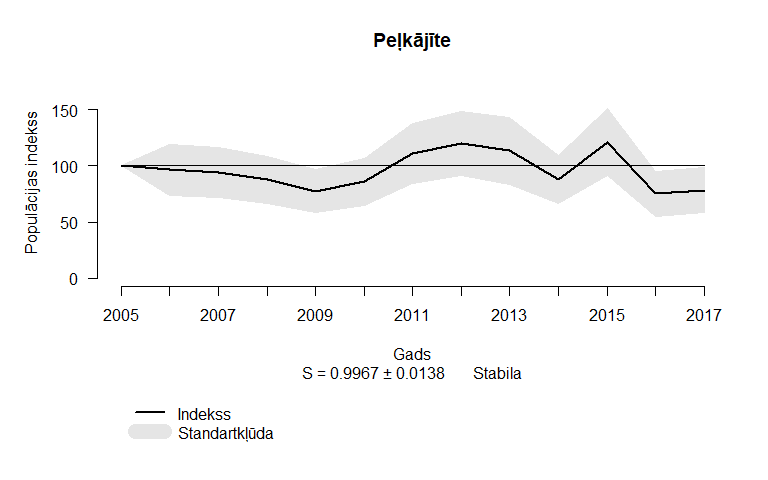 Peļkājīte
Populācijas indekss
150
100
50
0
2005 2007 2009 2011 2013 2015 2017
Gads
S = 0.9967 ± 0.0138 Stabila
Indekss
Standartkļūda